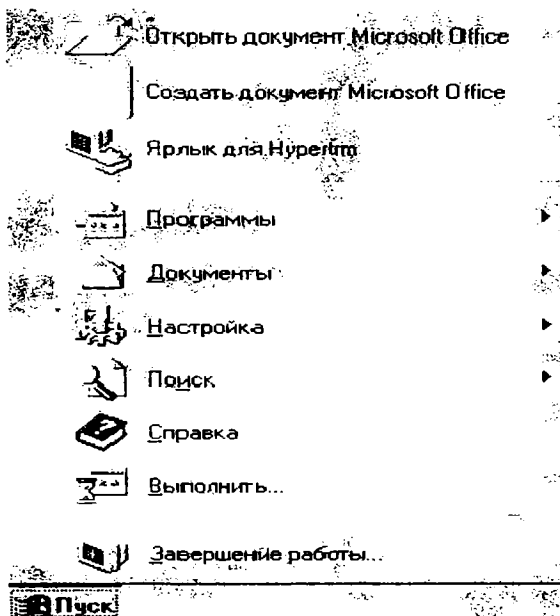 Открыть документ Microsoft Office
Создать документ Microsoft Office
Ярлык для Hypertrm
Программы
Документы
Настройка
Поиск
Справка
Выполнить...
Завершение работы...
Пуск